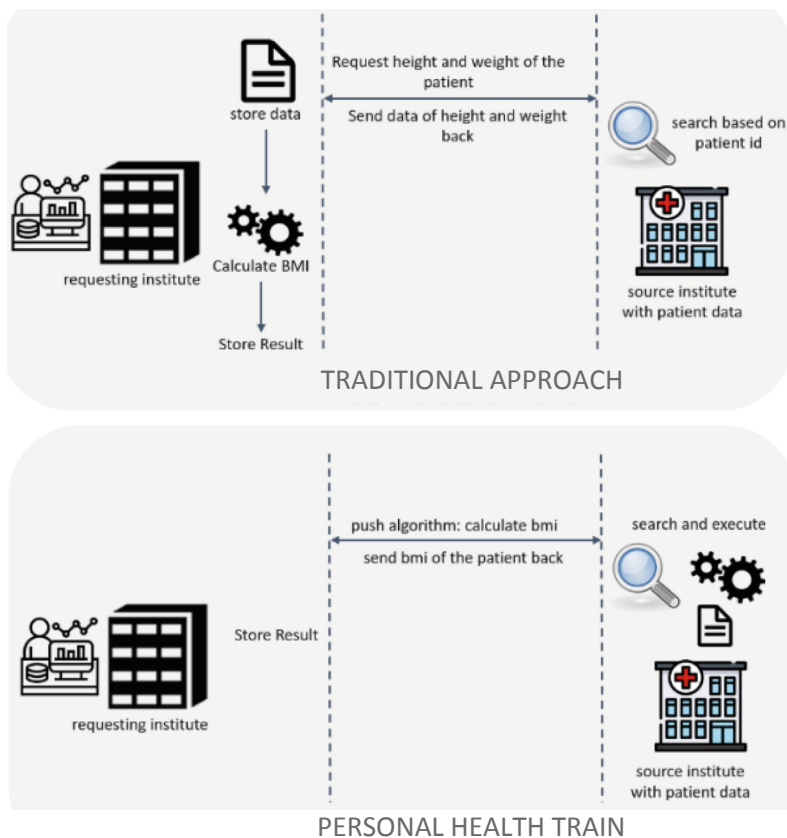 Request height and weight of the
patient
Send data of height and weight
back
store data
search based on
patient id
requesting institute
Calculate BMI
source institute
with patient data
Store Result
TRADITIONAL APPROACH
push algorithm: calculate bmi
send bmi of the patient back
search and execute
Store Result
requesting institute
source institute
with patient data
PERSONAL HEALTH TRAIN